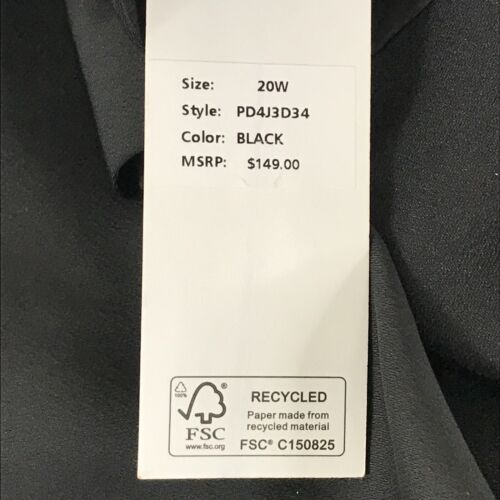 Size: 20W
Style: PD4J3D34
Color: BLACK
MSRP: $149.00
100%
FSC
www.fsc.org
RECYCLED
Paper made from
recycled material
FSC® C150825